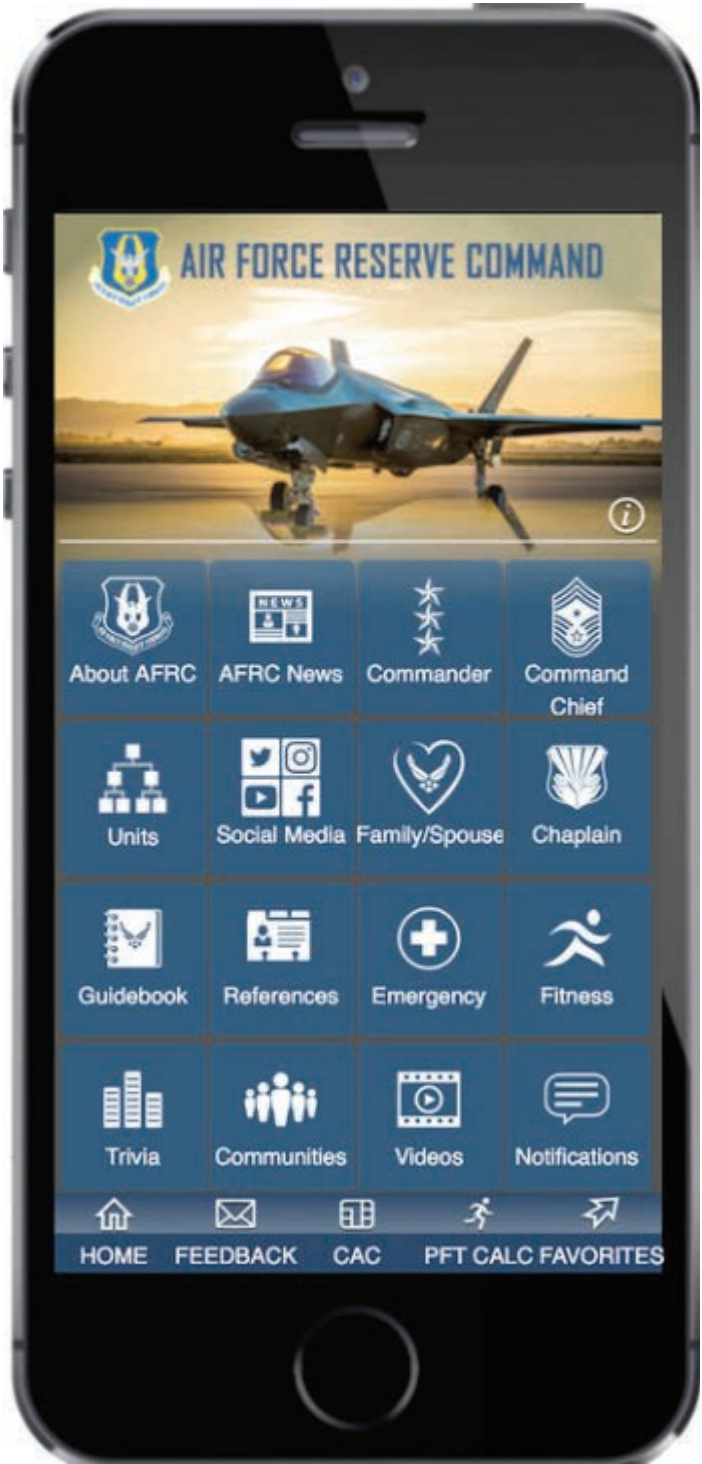 AIR FORCE RESERVE COMMAND
i
About AFRC
AFRC News
Commander
Command
Chief
NEWS
Units
Social Media
Family/Spouse
Chaplain
Guidebook
References
Emergency
Fitness
Trivia
Communities
Videos
Notifications
HOME
FEEDBACK
CAC
PFT CALC
FAVORITES